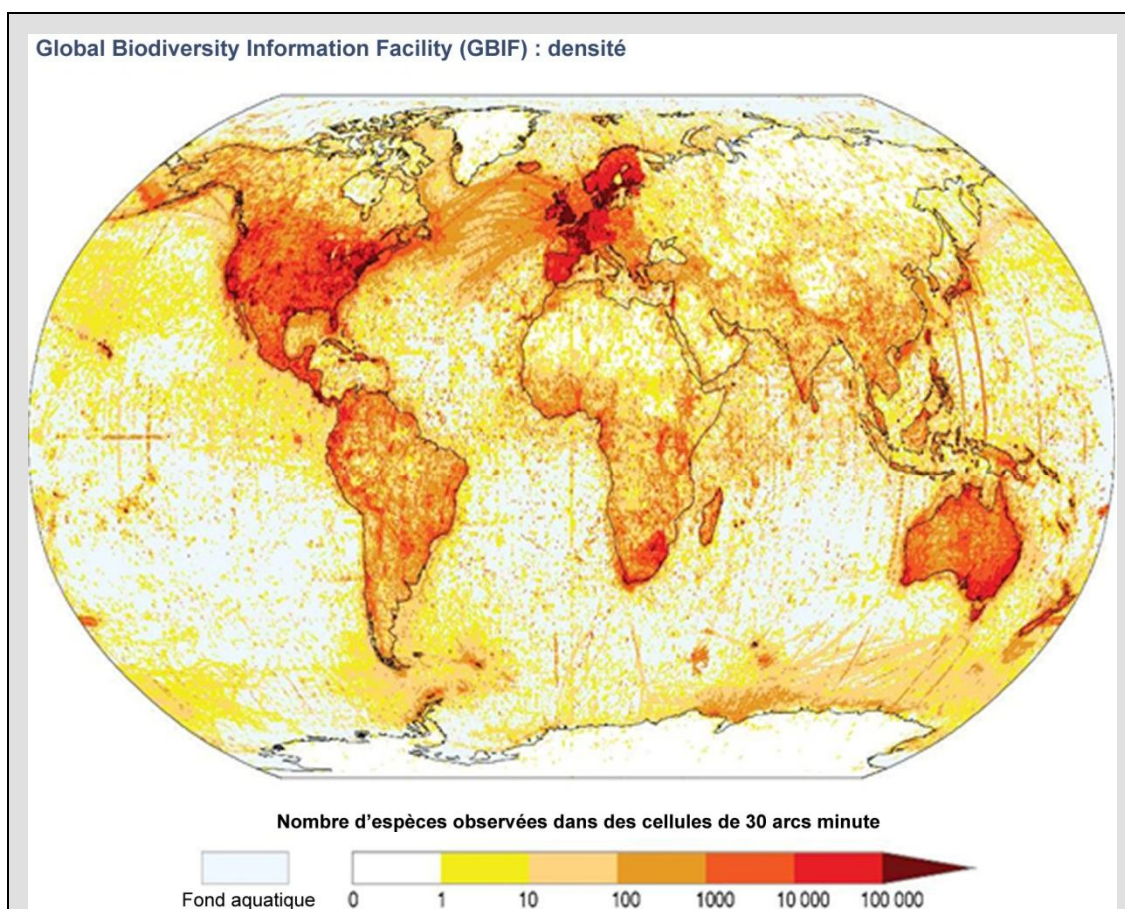 Global Biodiversity Information Facility (GBIF) : densité
Nombre d’espèces observées dans des cellules de 30 arcs minute
Fond aquatique
0 1 10 100 1000 10 000 100 000